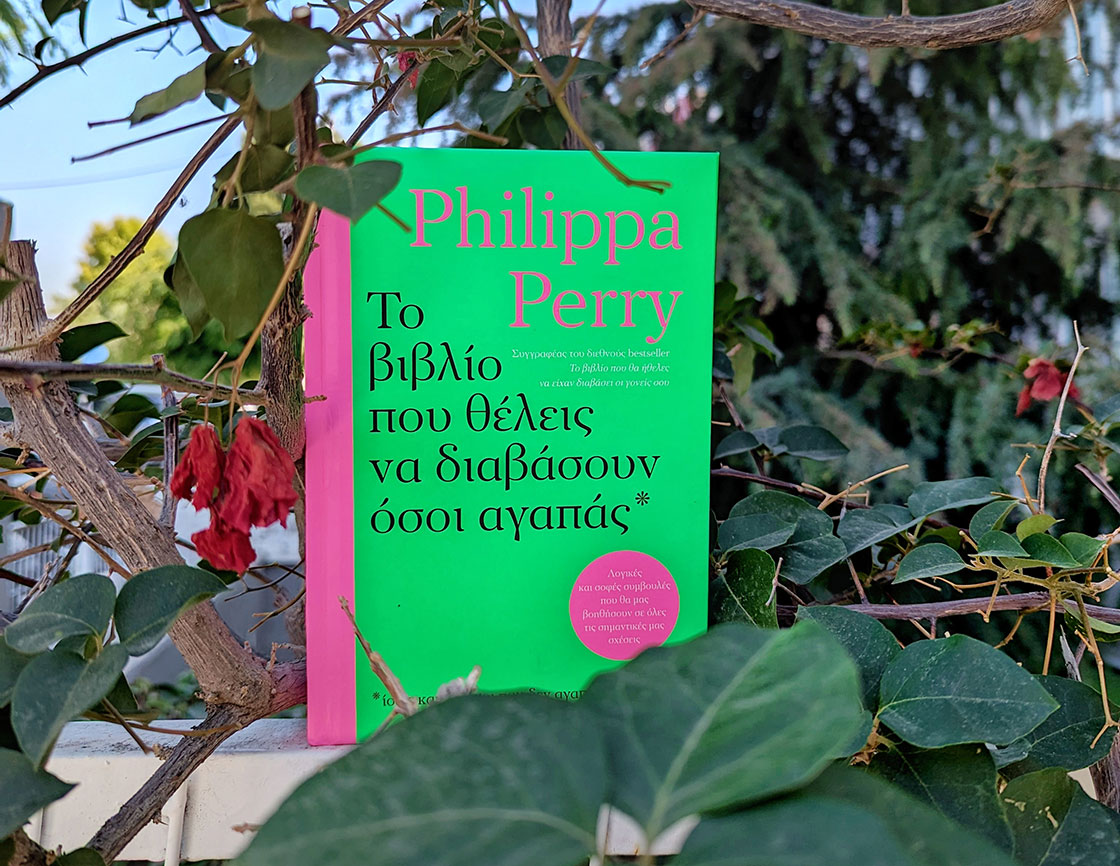 Philippa
Perry
Το
βιβλίο
που θέλεις
να διαβάσουν
όσοι αγαπάς*
Συγγραφέας του διεθνούς bestseller
Το βιβλίο που θα ήθελες
να είχαν διαβάσει οι γονείς σου
Λογικές
και σοφές συμβουλές
που θα μας
βοηθήσουν σε όλες
τις σημαντικές μας
σχέσεις